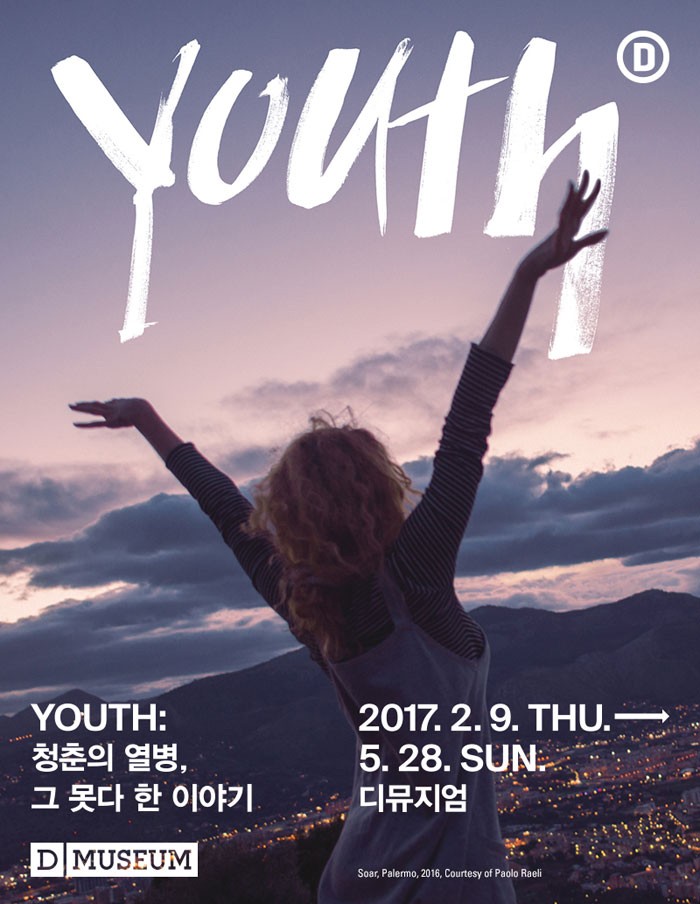 Youth
D
YOUTH:
청춘의 열병,
그 못다 한 이야기
2017. 2. 9. THU.→
5. 28. SUN.
디뮤지엄
D MUSEUM
Soar, Palermo, 2016, Courtesy of Paolo Raeli